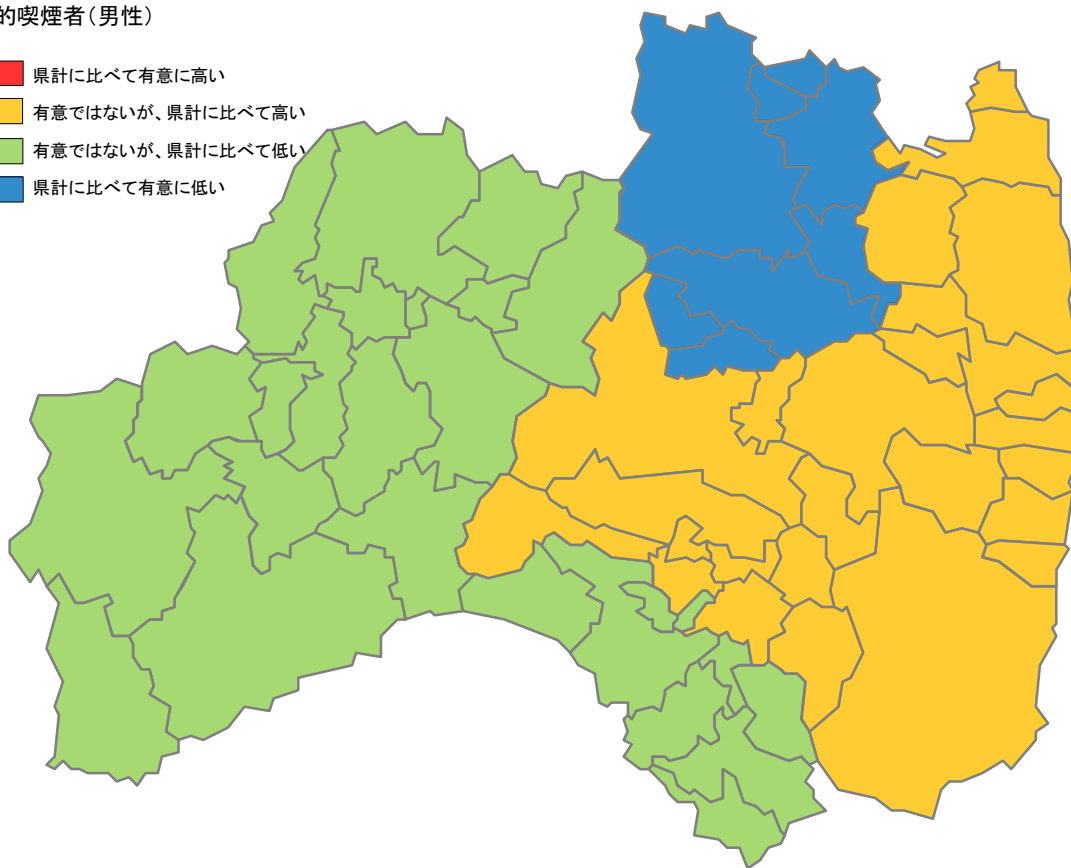 的喫煙者（男性）
県計に比べて有意に高い
有意ではないが、県計に比べて高い
有意ではないが、県計に比べて低い
県計に比べて有意に低い